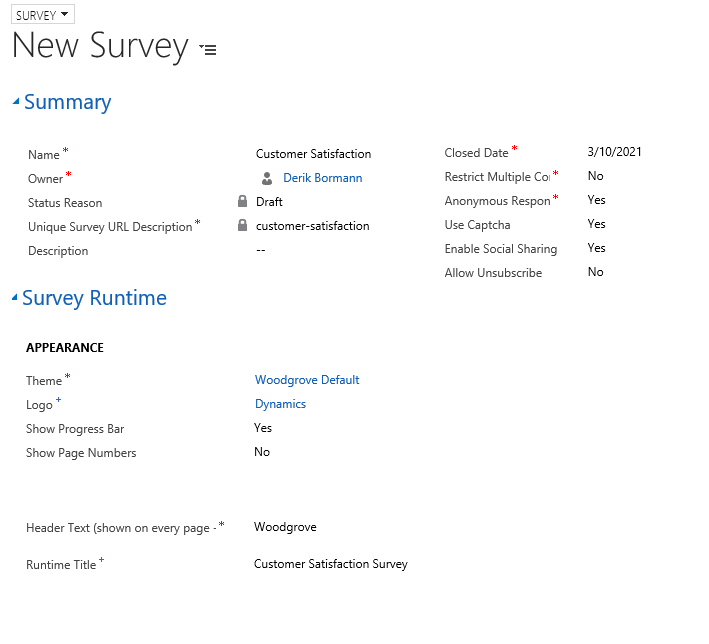 SURVEY
New Survey
Summary
Name *
Customer Satisfaction
Owner *
Derik Bormann
Status Reason
Draft
Unique Survey URL Description *
customer-satisfaction
Description
--
Closed Date *
3/10/2021
Restrict Multiple Co *
No
Anonymous Respon *
Yes
Use Captcha
Yes
Enable Social Sharing
Yes
Allow Unsubscribe
No
Survey Runtime
APPEARANCE
Theme *
Woodgrove Default
Logo +
Dynamics
Show Progress Bar
Yes
Show Page Numbers
No
Header Text (shown on every page - *
Woodgrove
Runtime Title +
Customer Satisfaction Survey